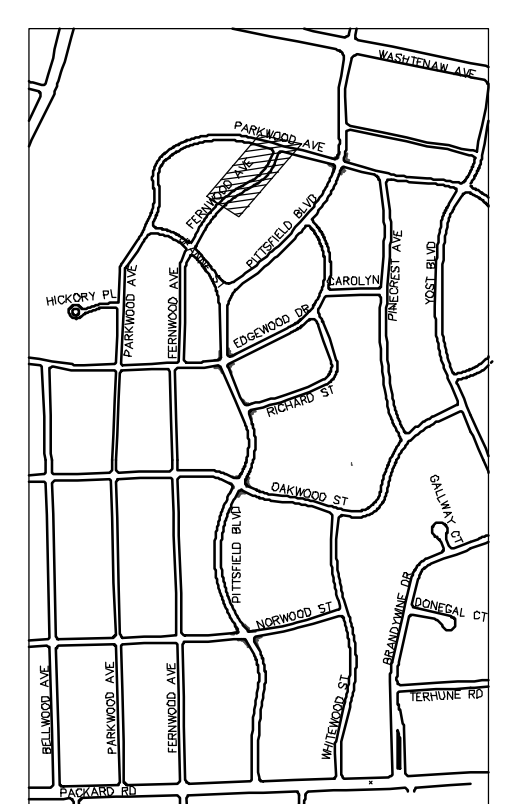 WASHTENAW AVE
PARKWOOD AVE
FERNWOOD AVE
PITTSFIELD BLVD
PINECREST AVE
YOST BLVD
CAROLYN
HICKORY PL
PARKWOOD AVE
FERNWOOD AVE
EDGEWOOD DR
RICHARD ST
OAKWOOD ST
GALLWAY CT
PITTSFIELD BLVD
NORWOOD ST
BRANDYWINE DR
DONEGAL CT
BELLWOOD AVE
PARKWOOD AVE
FERNWOOD AVE
WHITEWOOD ST
TERHUNE RD
PACKARD RD